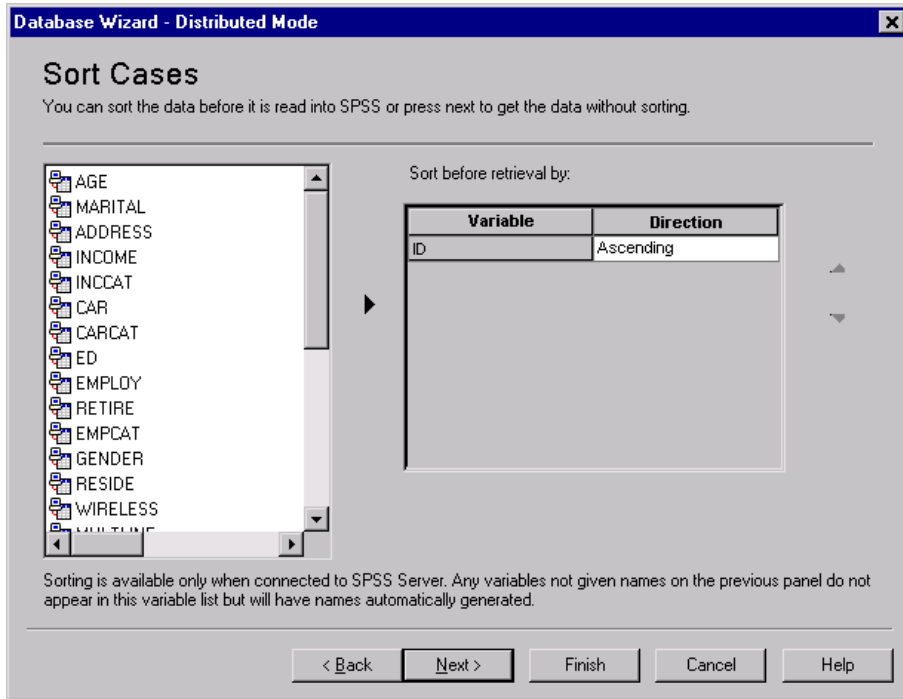 Database Wizard - Distributed Mode
Sort Cases
You can sort the data before it is read into SPSS or press next to get the data without sorting.
AGE
MARITAL
ADDRESS
INCOME
INCCAT
CAR
CARCAT
ED
EMPLOY
RETIRE
EMPCAT
GENDER
RESIDE
WIRELESS
Sort before retrieval by:
Variable Direction
ID Ascending
Sorting is available only when connected to SPSS Server. Any variables not given names on the previous panel do not
appear in this variable list but will have names automatically generated.
< Back Next > Finish Cancel Help